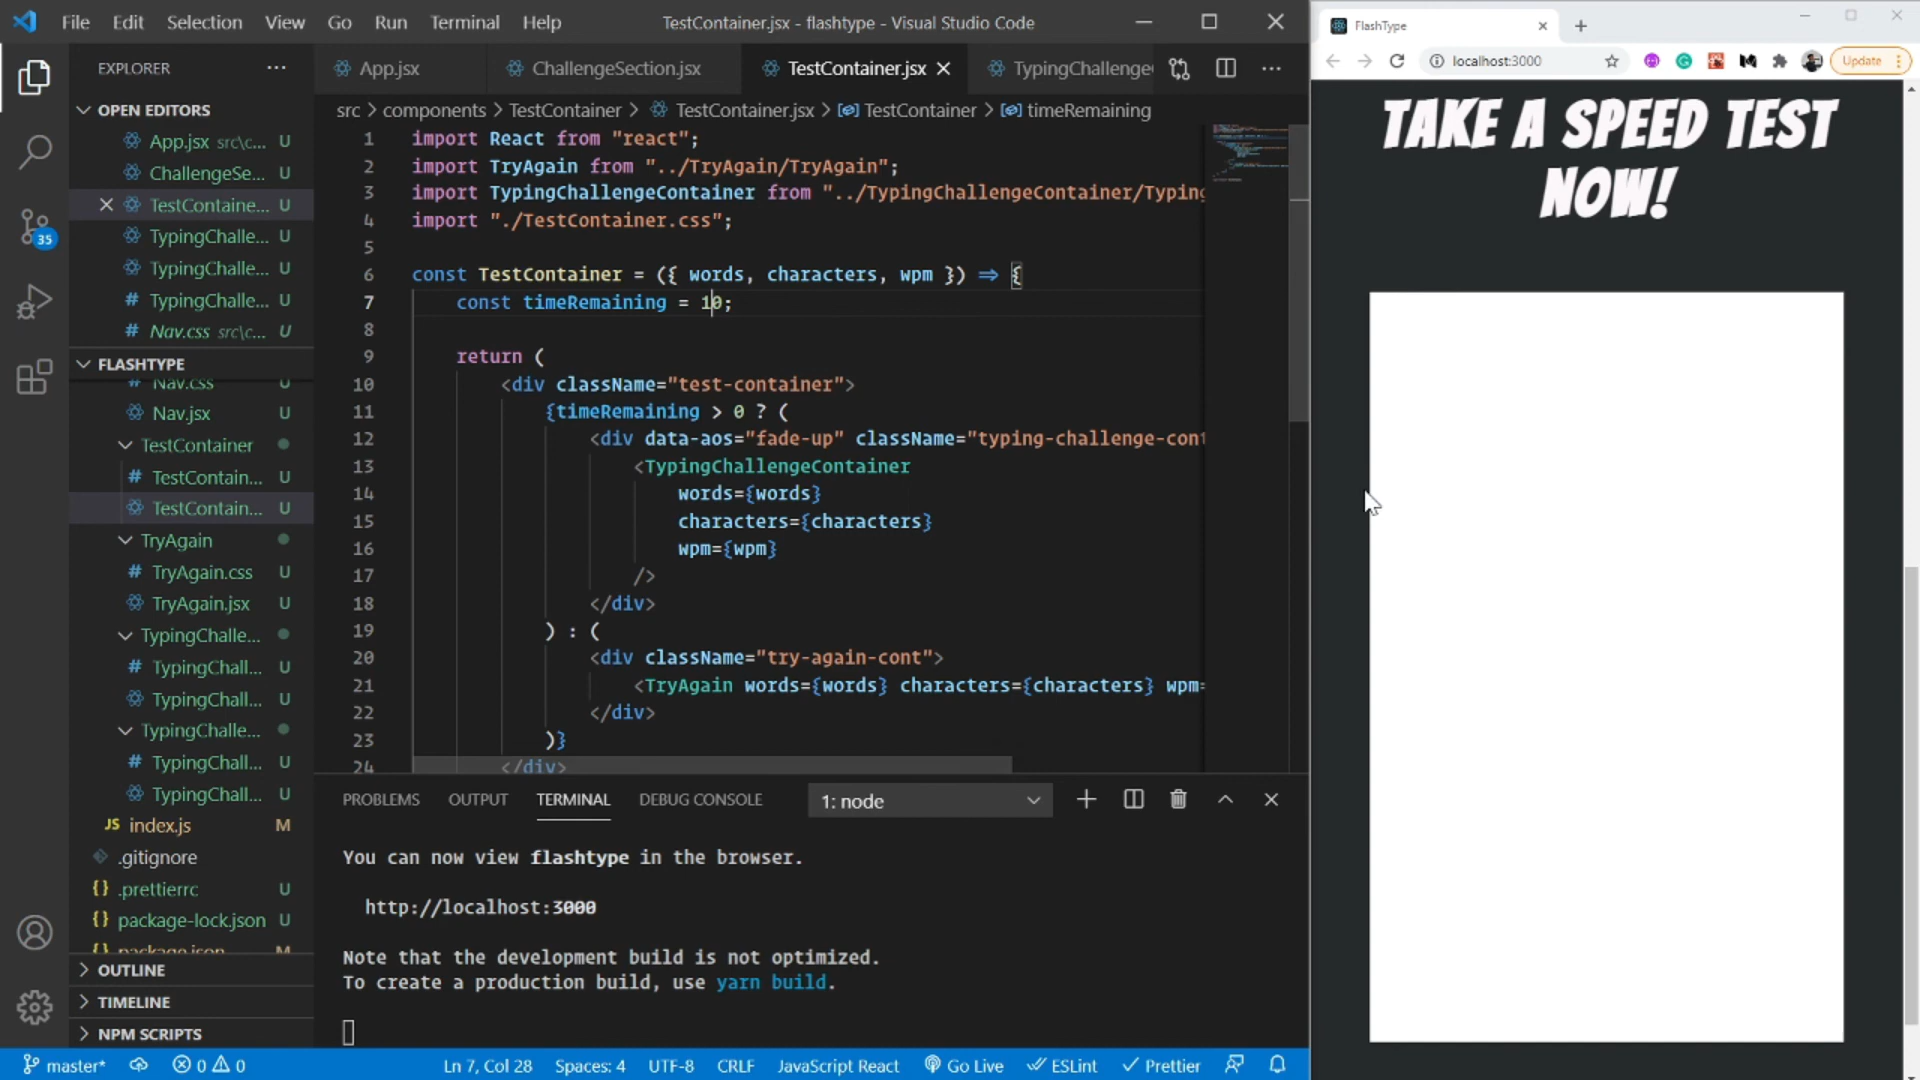 File Edit Selection View Go Run Terminal Help
TestContainer.jsx - flashtype - Visual Studio Code
EXPLORER
OPEN EDITORS
App.jsx src\c... U
ChallengeSe... U
TestContaine... U
TypingChalle... U
TypingChalle... U
# TypingChalle... U
# Nav.css src\c... U
FLASHTYPE
Nav.css U
Nav.jsx U
TestContainer
# TestContain... U
TestContain... U
TryAgain
# TryAgain.css U
TryAgain.jsx U
TypingChalle...
# TypingChall... U
TypingChall... U
TypingChalle...
# TypingChall... U
TypingChall... U
JS index.js M
.gitignore
{} .prettierrc U
{} package-lock.json U
{} package.json M
OUTLINE
TIMELINE
NPM SCRIPTS
35
App.jsx ChallengeSection.jsx TestContainer.jsx TypingChallenge
src > components > TestContainer > TestContainer.jsx > TestContainer > timeRemaining
1 import React from "react";
2 import TryAgain from "../TryAgain/TryAgain";
3 import TypingChallengeContainer from "../TypingChallengeContainer/Typing
4 import "./TestContainer.css";
5
6 const TestContainer = ({ words, characters, wpm }) => {
7 const timeRemaining = 10;
8
9 return (
10 <div className="test-container">
11 {timeRemaining > 0 ? (
12 <div data-aos="fade-up" className="typing-challenge-cont
13 <TypingChallengeContainer
14 words={words}
15 characters={characters}
16 wpm={wpm}
17 />
18 </div>
19 ) : (
20 <div className="try-again-cont">
21 <TryAgain words={words} characters={characters} wpm=
22 </div>
23 )}
24 </div>
PROBLEMS OUTPUT TERMINAL DEBUG CONSOLE 1: node
You can now view flashtype in the browser.
http://localhost:3000
Note that the development build is not optimized.
To create a production build, use yarn build.
master* 0 0 Ln 7, Col 28 Spaces: 4 UTF-8 CRLF JavaScript React Go Live ESLint Prettier
FlashType
localhost:3000 Update
TAKE A SPEED TEST
NOW!